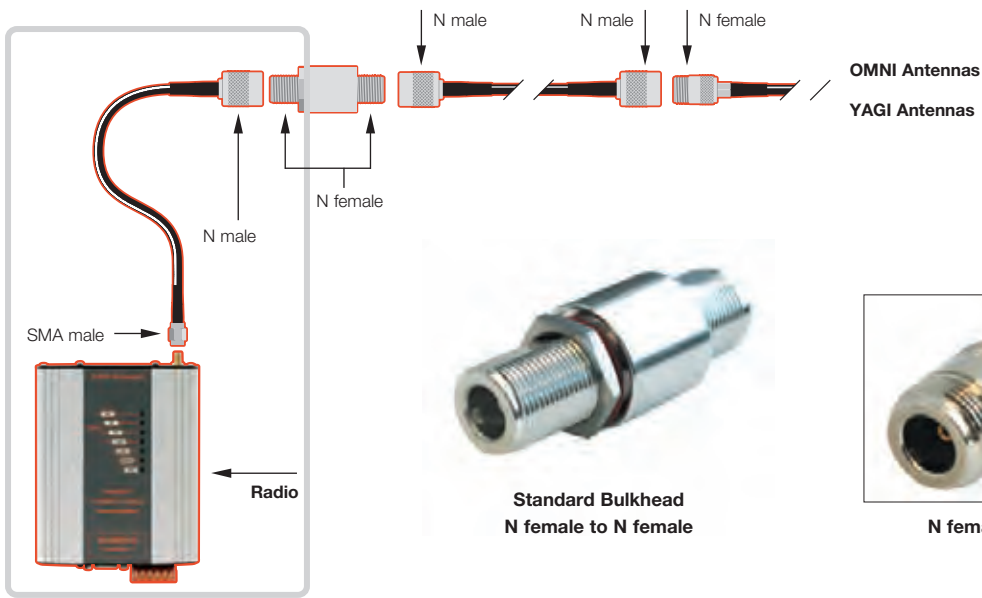 N male
N male
N female
OMNI Antennas
YAGI Antennas
N female
N male
SMA male
Radio
Standard Bulkhead
N female to N female